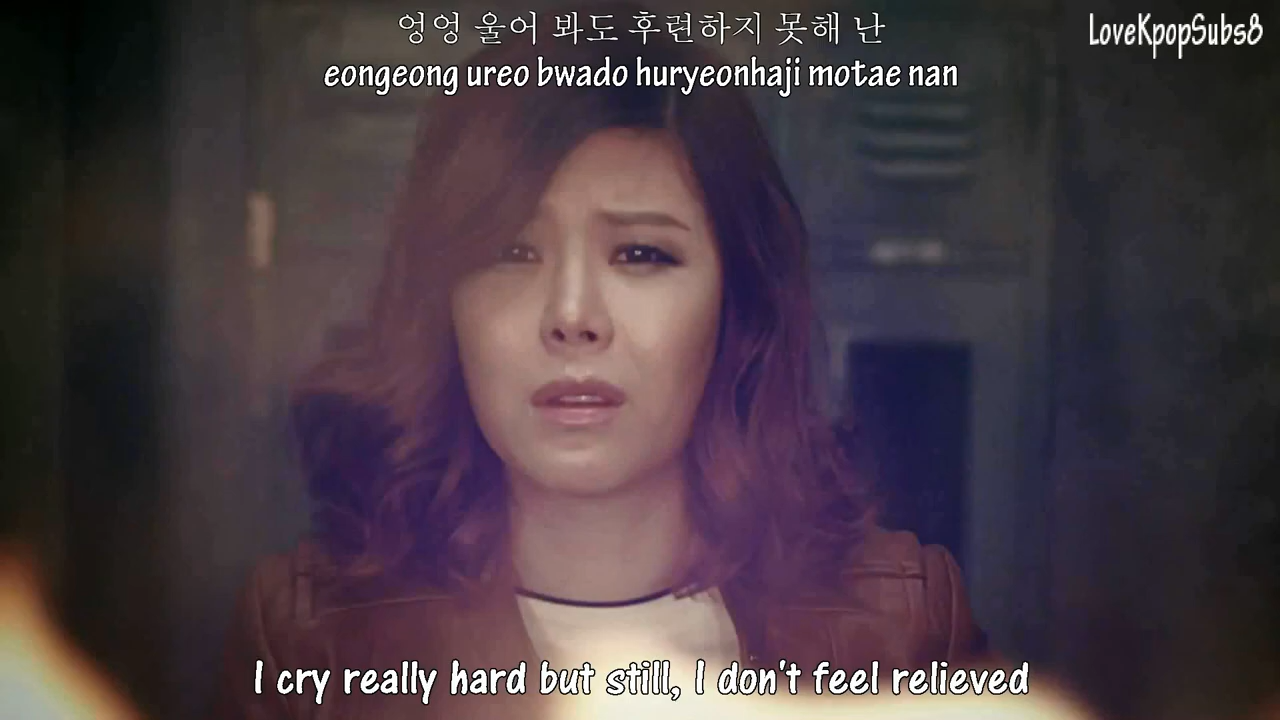 엉엉 울어 봐도 후련하지 못해 난
LoveKpopSubs8
eongeong ureo bwado huryeonhaji motae nan
I cry really hard but still, I don't feel relieved